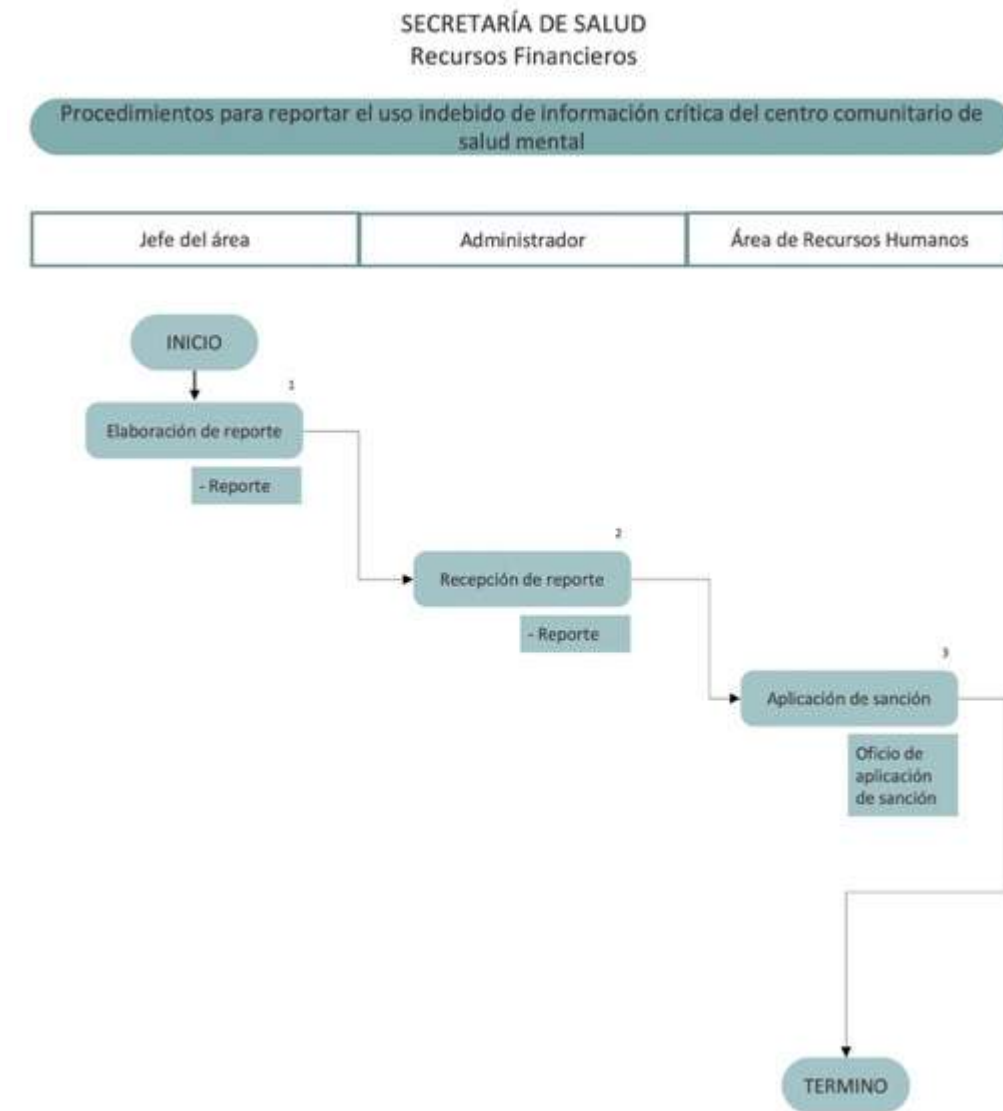 SECRETARÍA DE SALUD
Recursos Financieros
Procedimientos para reportar el uso indebido de información crítica del centro comunitario de
salud mental
Jefe del área
Administrador
Área de Recursos Humanos
INICIO
1
Elaboración de reporte
- Reporte
2
Recepción de reporte
- Reporte
3
Aplicación de sanción
Oficio de
aplicación
de sanción
TERMINO